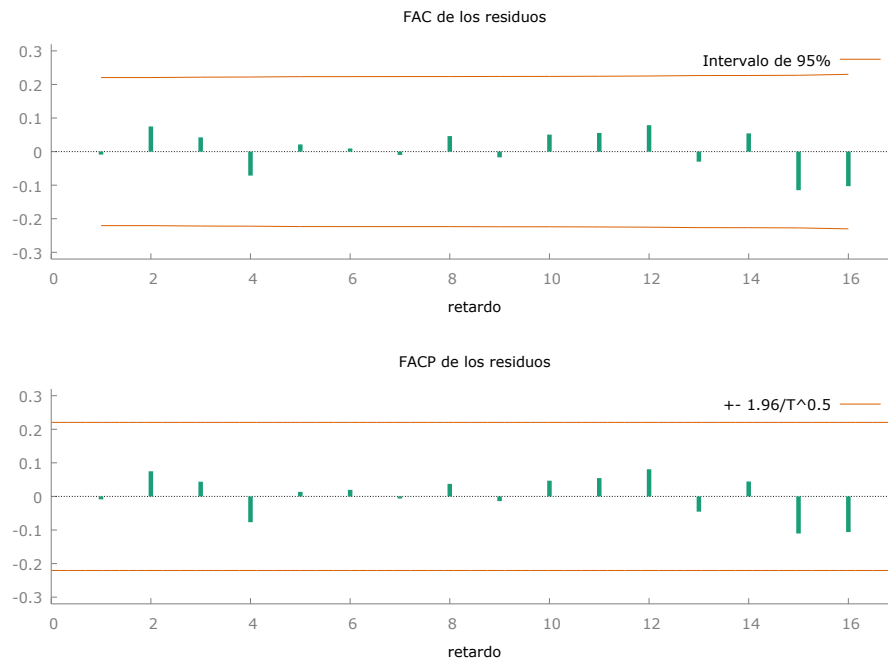 FAC de los residuos
0.3
0.2
0.1
0
-0.1
-0.2
-0.3
Intervalo de 95%
0 2 4 6 8 10 12 14 16
retardo
FACP de los residuos
0.3
0.2
0.1
0
-0.1
-0.2
-0.3
+- 1.96/T^0.5
0 2 4 6 8 10 12 14 16
retardo